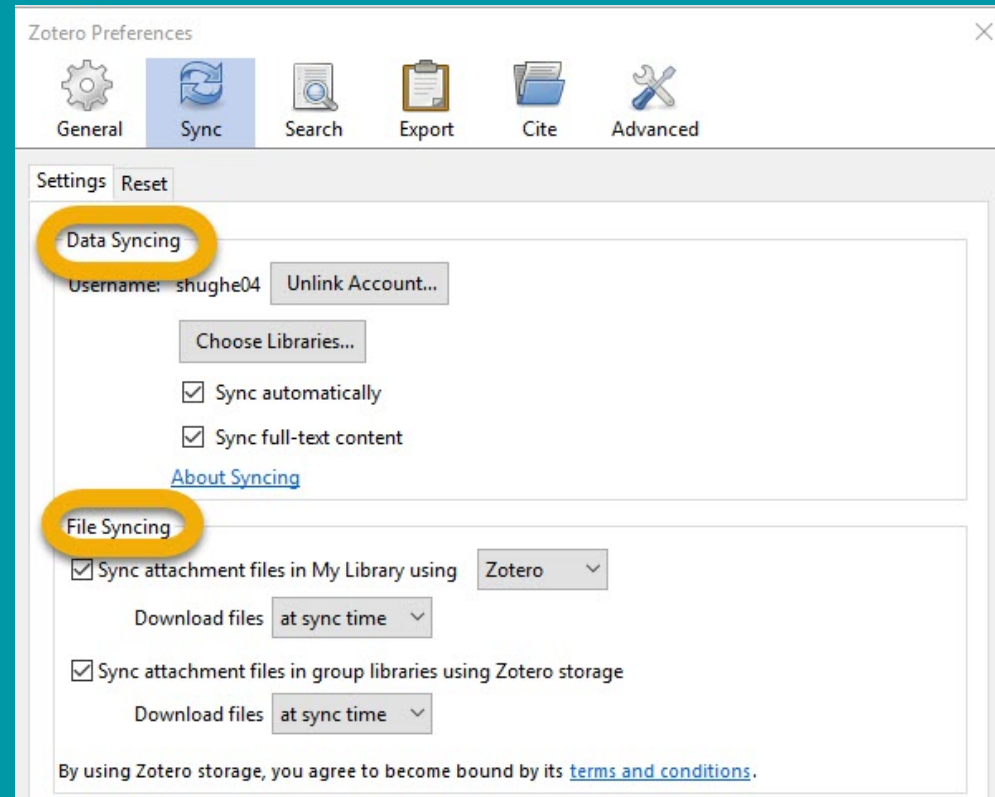 Zotero Preferences
General Sync Search Export Cite Advanced
Settings Reset
Data Syncing
Username: shughe04 Unlink Account...
Choose Libraries...
Sync automatically
Sync full-text content
About Syncing
File Syncing
Sync attachment files in My Library using Zotero
Download files at sync time
Sync attachment files in group libraries using Zotero storage
Download files at sync time
By using Zotero storage, you agree to become bound by its terms and conditions.